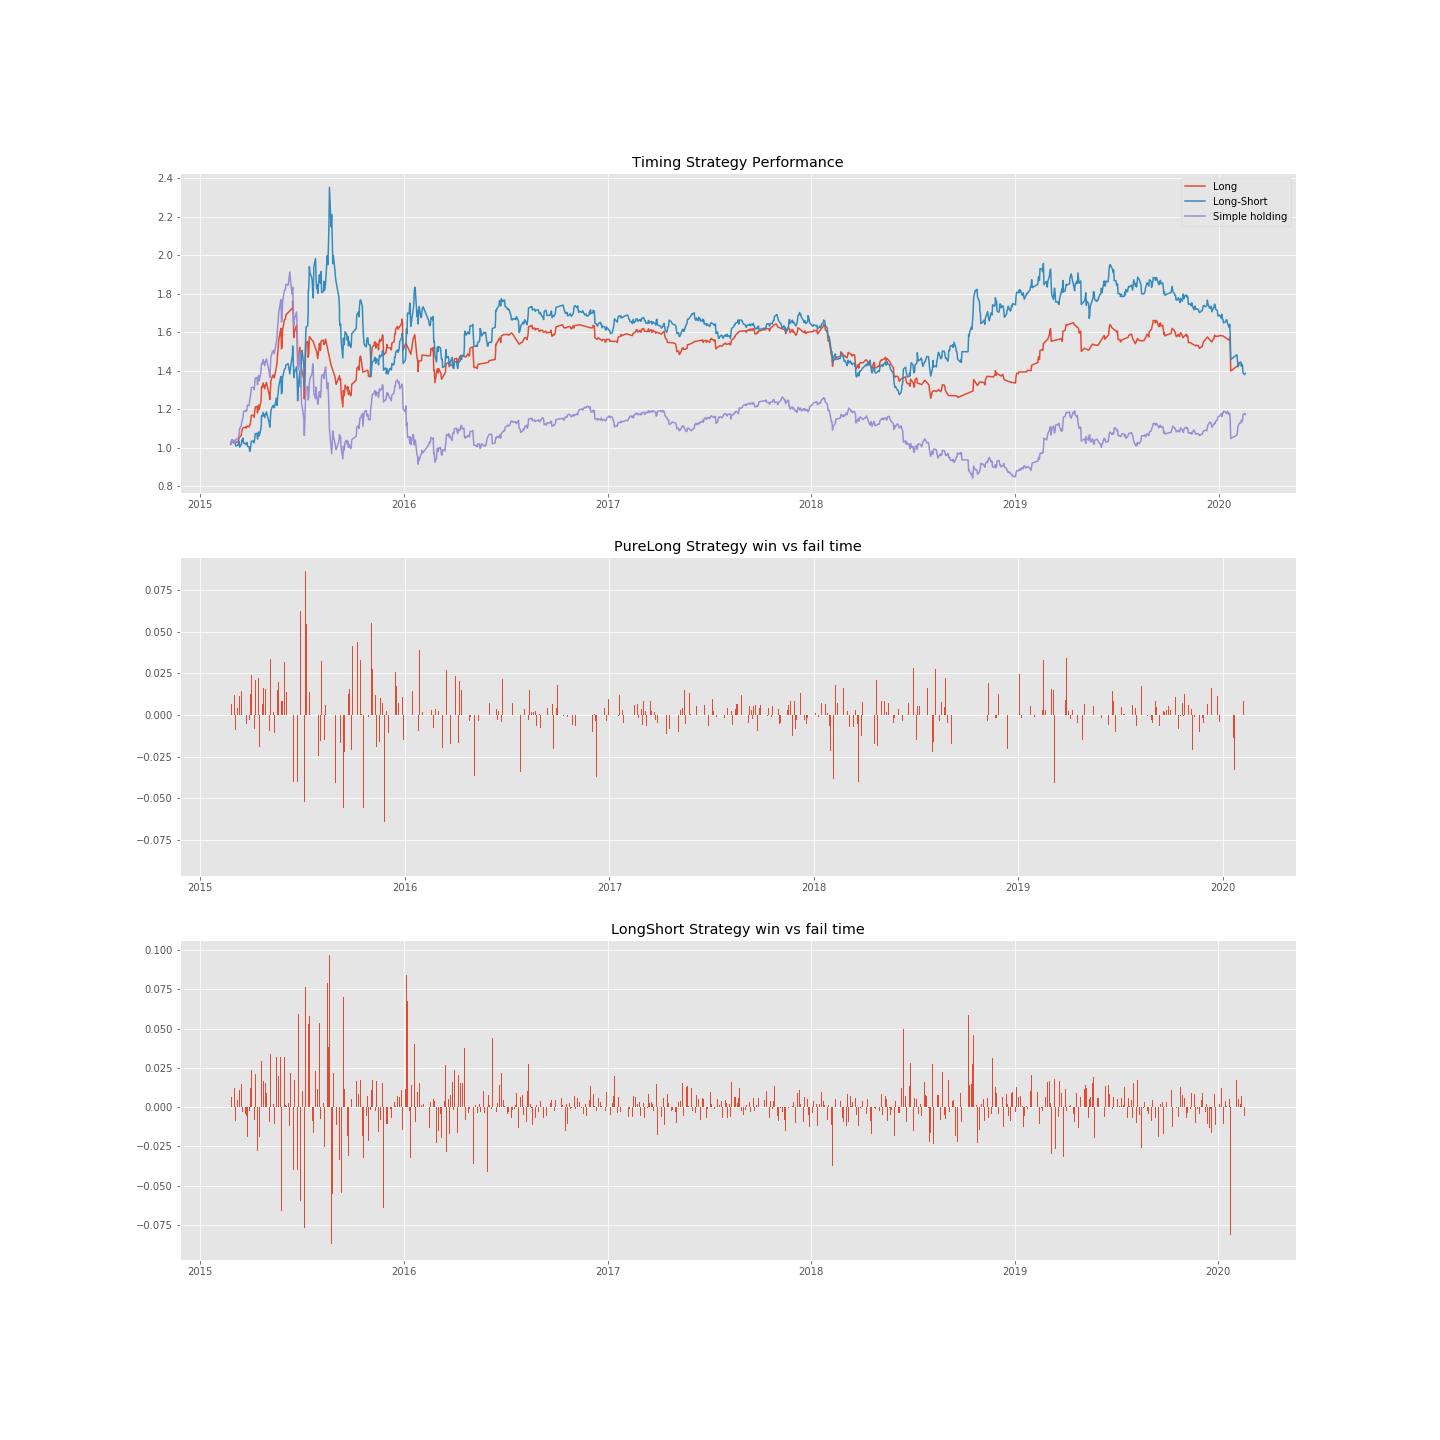 Timing Strategy Performance
2.4
2.2
2.0
1.8
1.6
1.4
1.2
1.0
0.8
Long
Long-Short
Simple holding
2015 2016 2017 2018 2019 2020
PureLong Strategy win vs fail time
0.075
0.050
0.025
0.000
−0.025
−0.050
−0.075
2015 2016 2017 2018 2019 2020
LongShort Strategy win vs fail time
0.100
0.075
0.050
0.025
0.000
−0.025
−0.050
−0.075
2015 2016 2017 2018 2019 2020